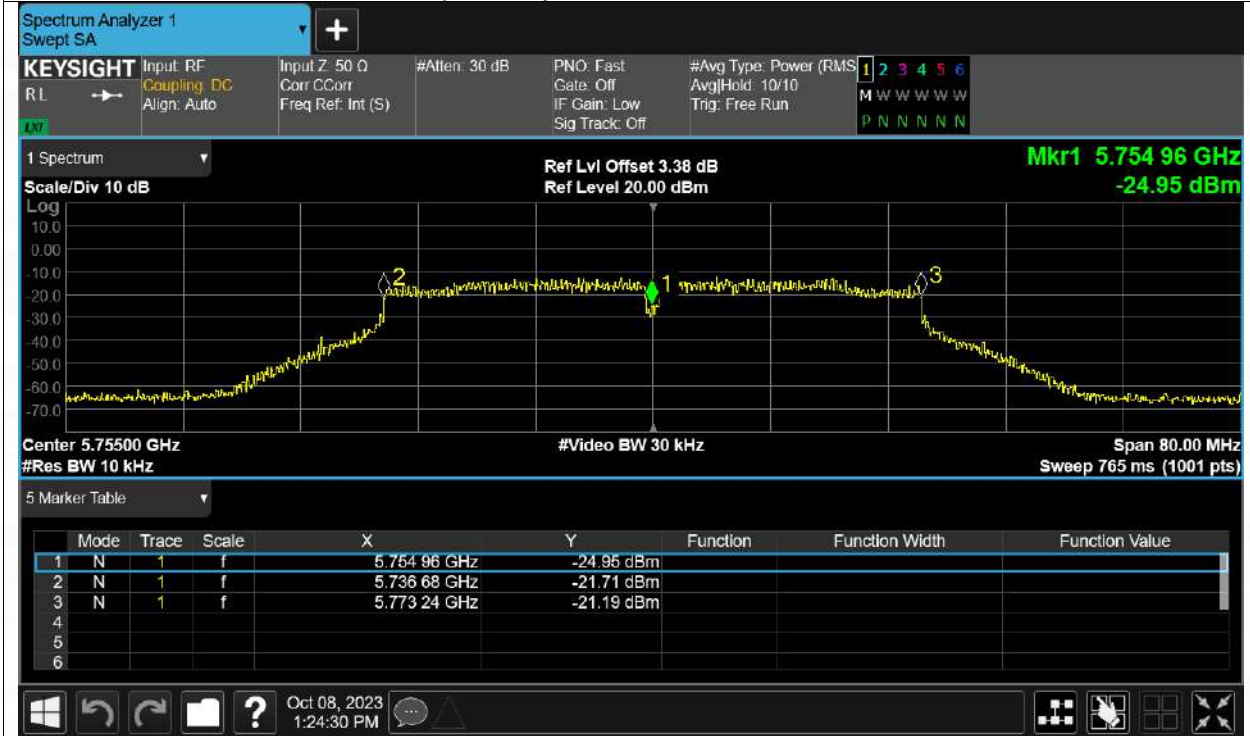 Spectrum Analyzer 1
Swept SA
+
KEYSIGHT Input: RF Input Z: 50 Ω #Atten: 30 dB PNO: Fast #Avg Type: Power (RMS 1 2 3 4 5 6
RL Coupling: DC Corr CCorr Gate: Off Avg|Hold: 10/10 M W W W W W
Align: Auto Freq Ref: Int (S) IF Gain: Low Trig: Free Run P N N N N N
LXI Sig Track: Off
1 Spectrum Ref Lvl Offset 3.38 dB Mkr1 5.754 96 GHz
Scale/Div 10 dB Ref Level 20.00 dBm -24.95 dBm
Log
10.0
0.00
-10.0
2
3
1
-20.0
-30.0
-40.0
-50.0
-60.0
-70.0
Center 5.75500 GHz #Video BW 30 kHz Span 80.00 MHz
#Res BW 10 kHz Sweep 765 ms (1001 pts)
5 Marker Table
Mode Trace Scale X Y Function Function Width Function Value
1 N 1 f 5.754 96 GHz -24.95 dBm
2 N 1 f 5.736 68 GHz -21.71 dBm
3 N 1 f 5.773 24 GHz -21.19 dBm
4
5
6
? Oct 08, 2023
1:24:30 PM